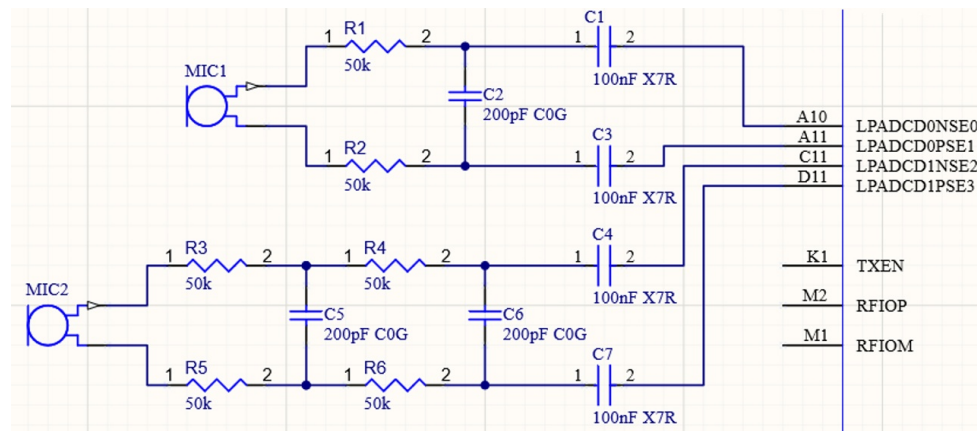 C1
R1
1 2 1 2
50k 100nF X7R
MIC1
C2
200pF C0G
A10 LPADCD0NSE0
C3
A11 LPADCD0PSE1
R2
1 2 1 2
C11 LPADCD1NSE2
50k
D11 LPADCD1PSE3
100nF X7R
C4
R3 R4
1 2 1 2 1 2
K1 TXEN
50k 50k 100nF X7R
MIC2
M2 RFIOP
C5 C6
200pF C0G 200pF C0G
M1 RFIOM
C7
R5 R6
1 2 1 2 1 2
50k 50k
100nF X7R